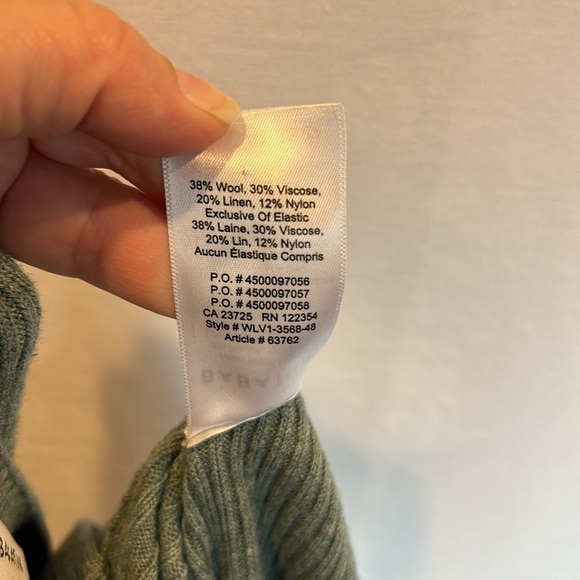 38% Wool, 30% Viscose,
20% Linen, 12% Nylon
Exclusive Of Elastic
38% Laine, 30% Viscose,
20% Lin, 12% Nylon
Aucun Élastique Compris
P.O. # 4500097056
P.O. # 4500097057
P.O. # 4500097058
CA 23725 RN 122354
Style # WLV1-3568-48
Article # 63762